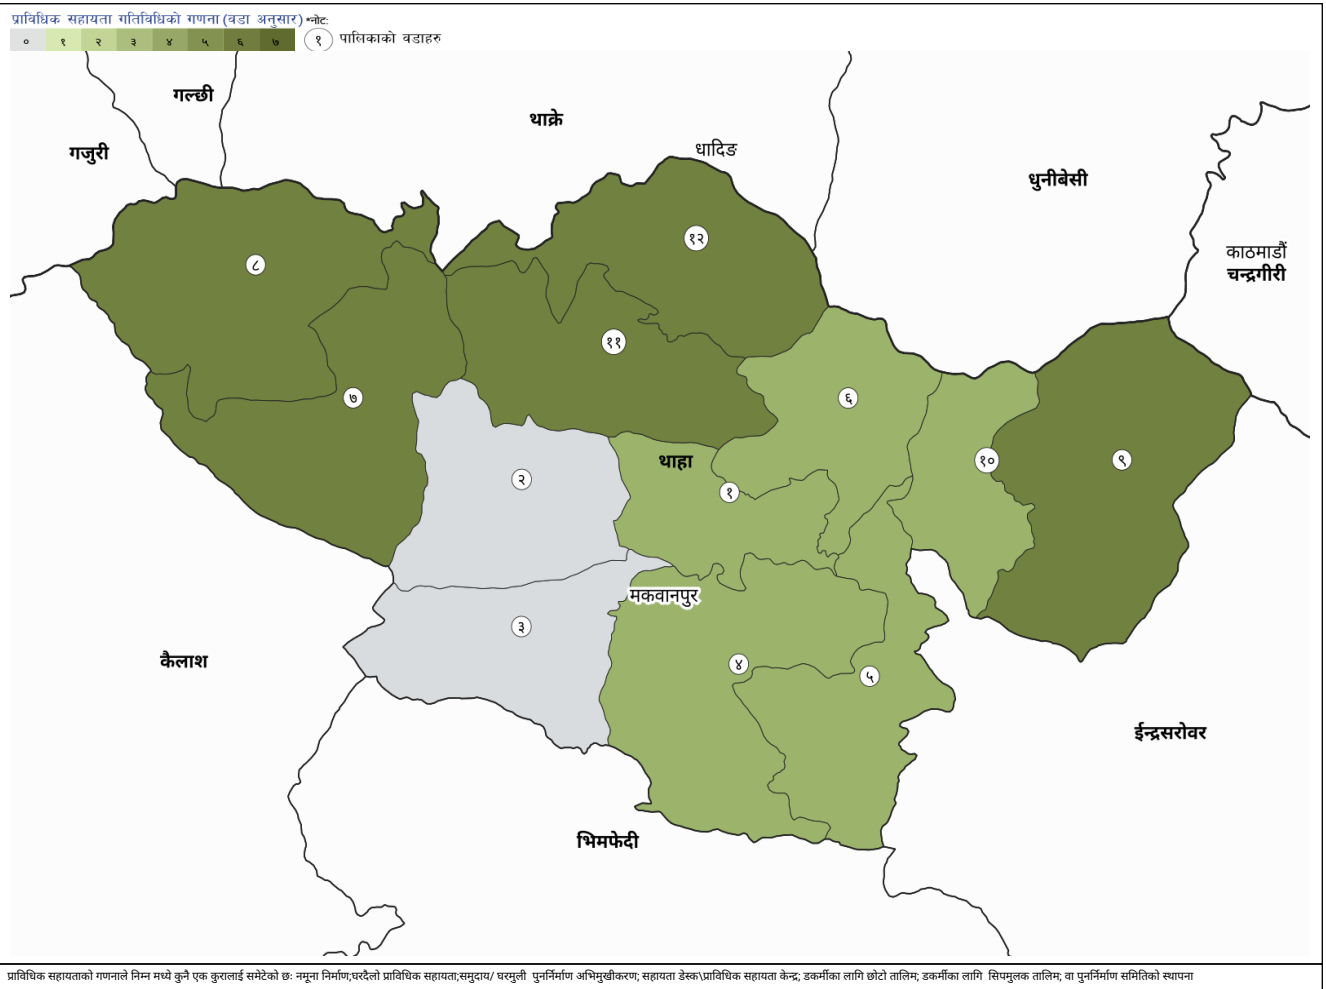 प्राविधिक सहायता गतिविधिको गणना (वडा अनुसार) *नोट:
० १ २ ३ ४ ५ ६ ७ १ पालिकाको वडाहरु
गल्छी
थाक्रे
धादिङ
गजुरी
धुनीबेसी
१२
काठमाडौं
चन्द्रगीरी
८
११
७
६
थाहा
१०
९
२
१
मकवानपुर
३
कैलाश
४
५
ईन्द्रसरोवर
भिमफेदी
प्राविधिक सहायताको गणनाले निम्न मध्ये कुनै एक कुरालाई समेटेको छः नमूना निर्माण;घरदैलो प्राविधिक सहायता;समुदाय/ घरमुली पुनर्निर्माण अभिमुखीकरण; सहायता डेस्क\प्राविधिक सहायता केन्द्र; डकर्मीका लागि छोटो तालिम; डकर्मीका लागि सिपमुलक तालिम; वा पुनर्निर्माण समितिको स्थापना